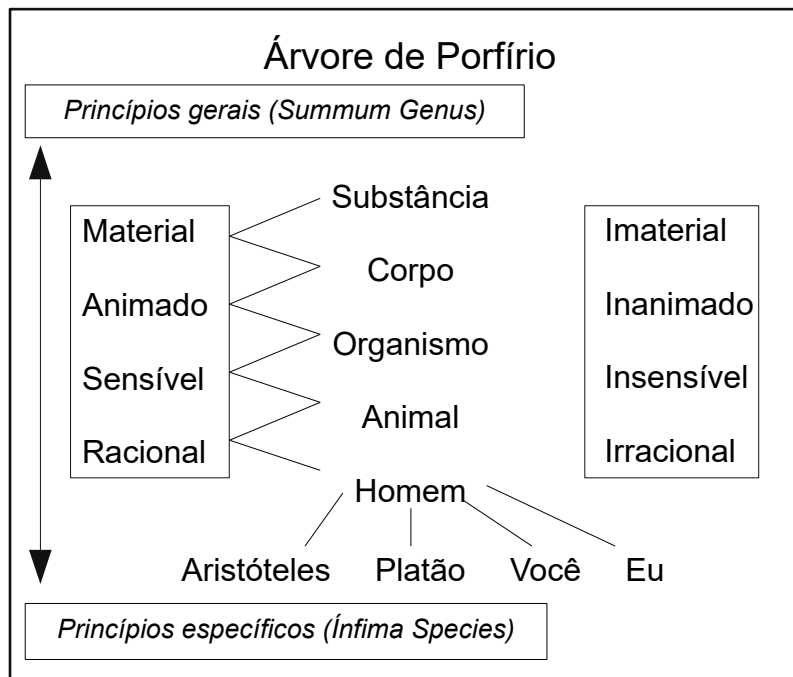 Árvore de Porfírio
Princípios gerais (Summum Genus)
Substância
Material
Imaterial
Corpo
Animado
Inanimado
Organismo
Sensível
Insensível
Animal
Racional
Irracional
Homem
Aristóteles Platão Você Eu
Princípios específicos (Ínfima Species)